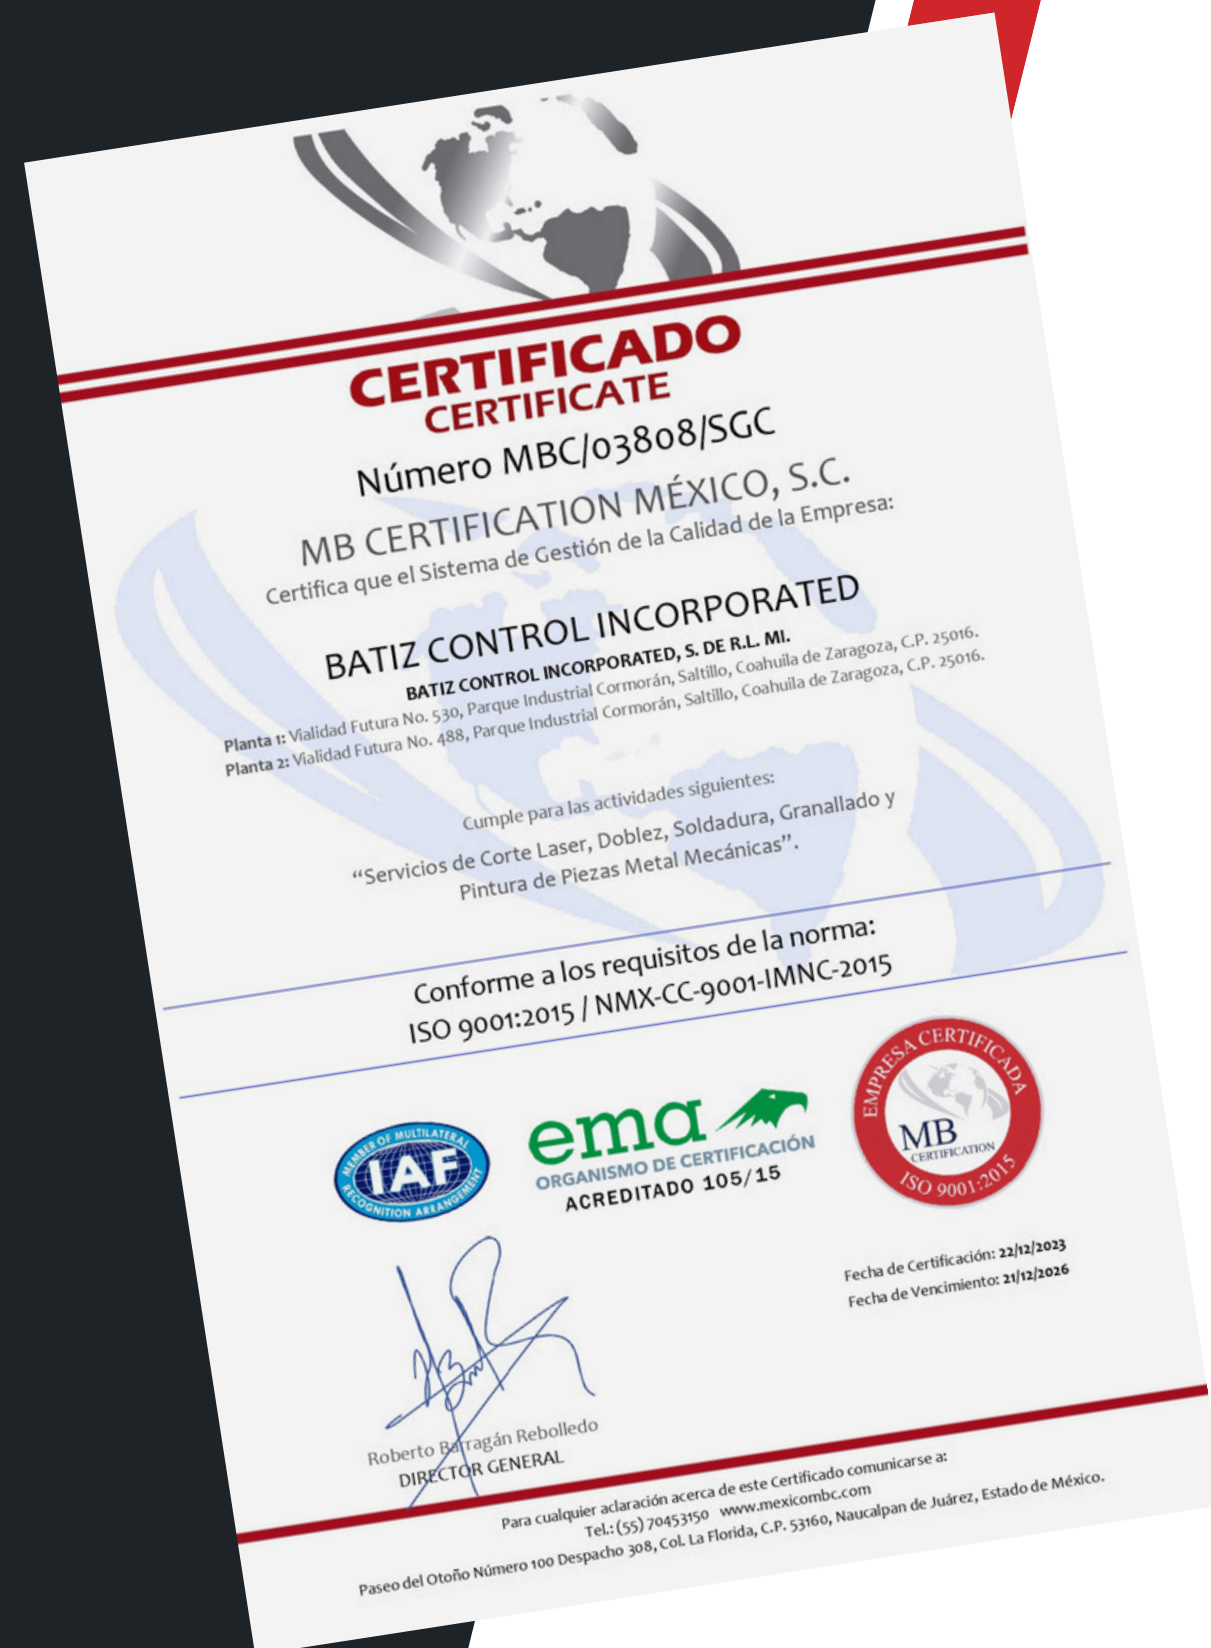 CERTIFICADO
CERTIFICATE
Número MBC/03808/SGC
MB CERTIFICATION MÉXICO, S.C.
Certifica que el Sistema de Gestión de la Calidad de la Empresa:
BATIZ CONTROL INCORPORATED
BATIZ CONTROL INCORPORATED, S. DE R.L. MI.
Planta 1: Vialidad Futura No. 530, Parque Industrial Cormorán, Saltillo, Coahuila de Zaragoza, C.P. 25016.
Planta 2: Vialidad Futura No. 488, Parque Industrial Cormorán, Saltillo, Coahuila de Zaragoza, C.P. 25016.
Cumple para las actividades siguientes:
“Servicios de Corte Laser, Doblez, Soldadura, Granallado y
Pintura de Piezas Metal Mecánicas”.
Conforme a los requisitos de la norma:
ISO 9001:2015 / NMX-CC-9001-IMNC-2015
MEMBER OF MULTILATERAL
IAF
RECOGNITION ARRANGEMENT
ema
ORGANISMO DE CERTIFICACIÓN
ACREDITADO 105/15
EMPRESA CERTIFICADA
MB
CERTIFICATION
ISO 9001:2015
Fecha de Certificación: 22/12/2023
Fecha de Vencimiento: 21/12/2026
Roberto Barragán Rebolledo
DIRECTOR GENERAL
Para cualquier aclaración acerca de este Certificado comunicarse a:
Tel.: (55) 70453150 www.mexicombc.com
Paseo del Otoño Número 100 Despacho 308, Col. La Florida, C.P. 53160, Naucalpan de Juárez, Estado de México.